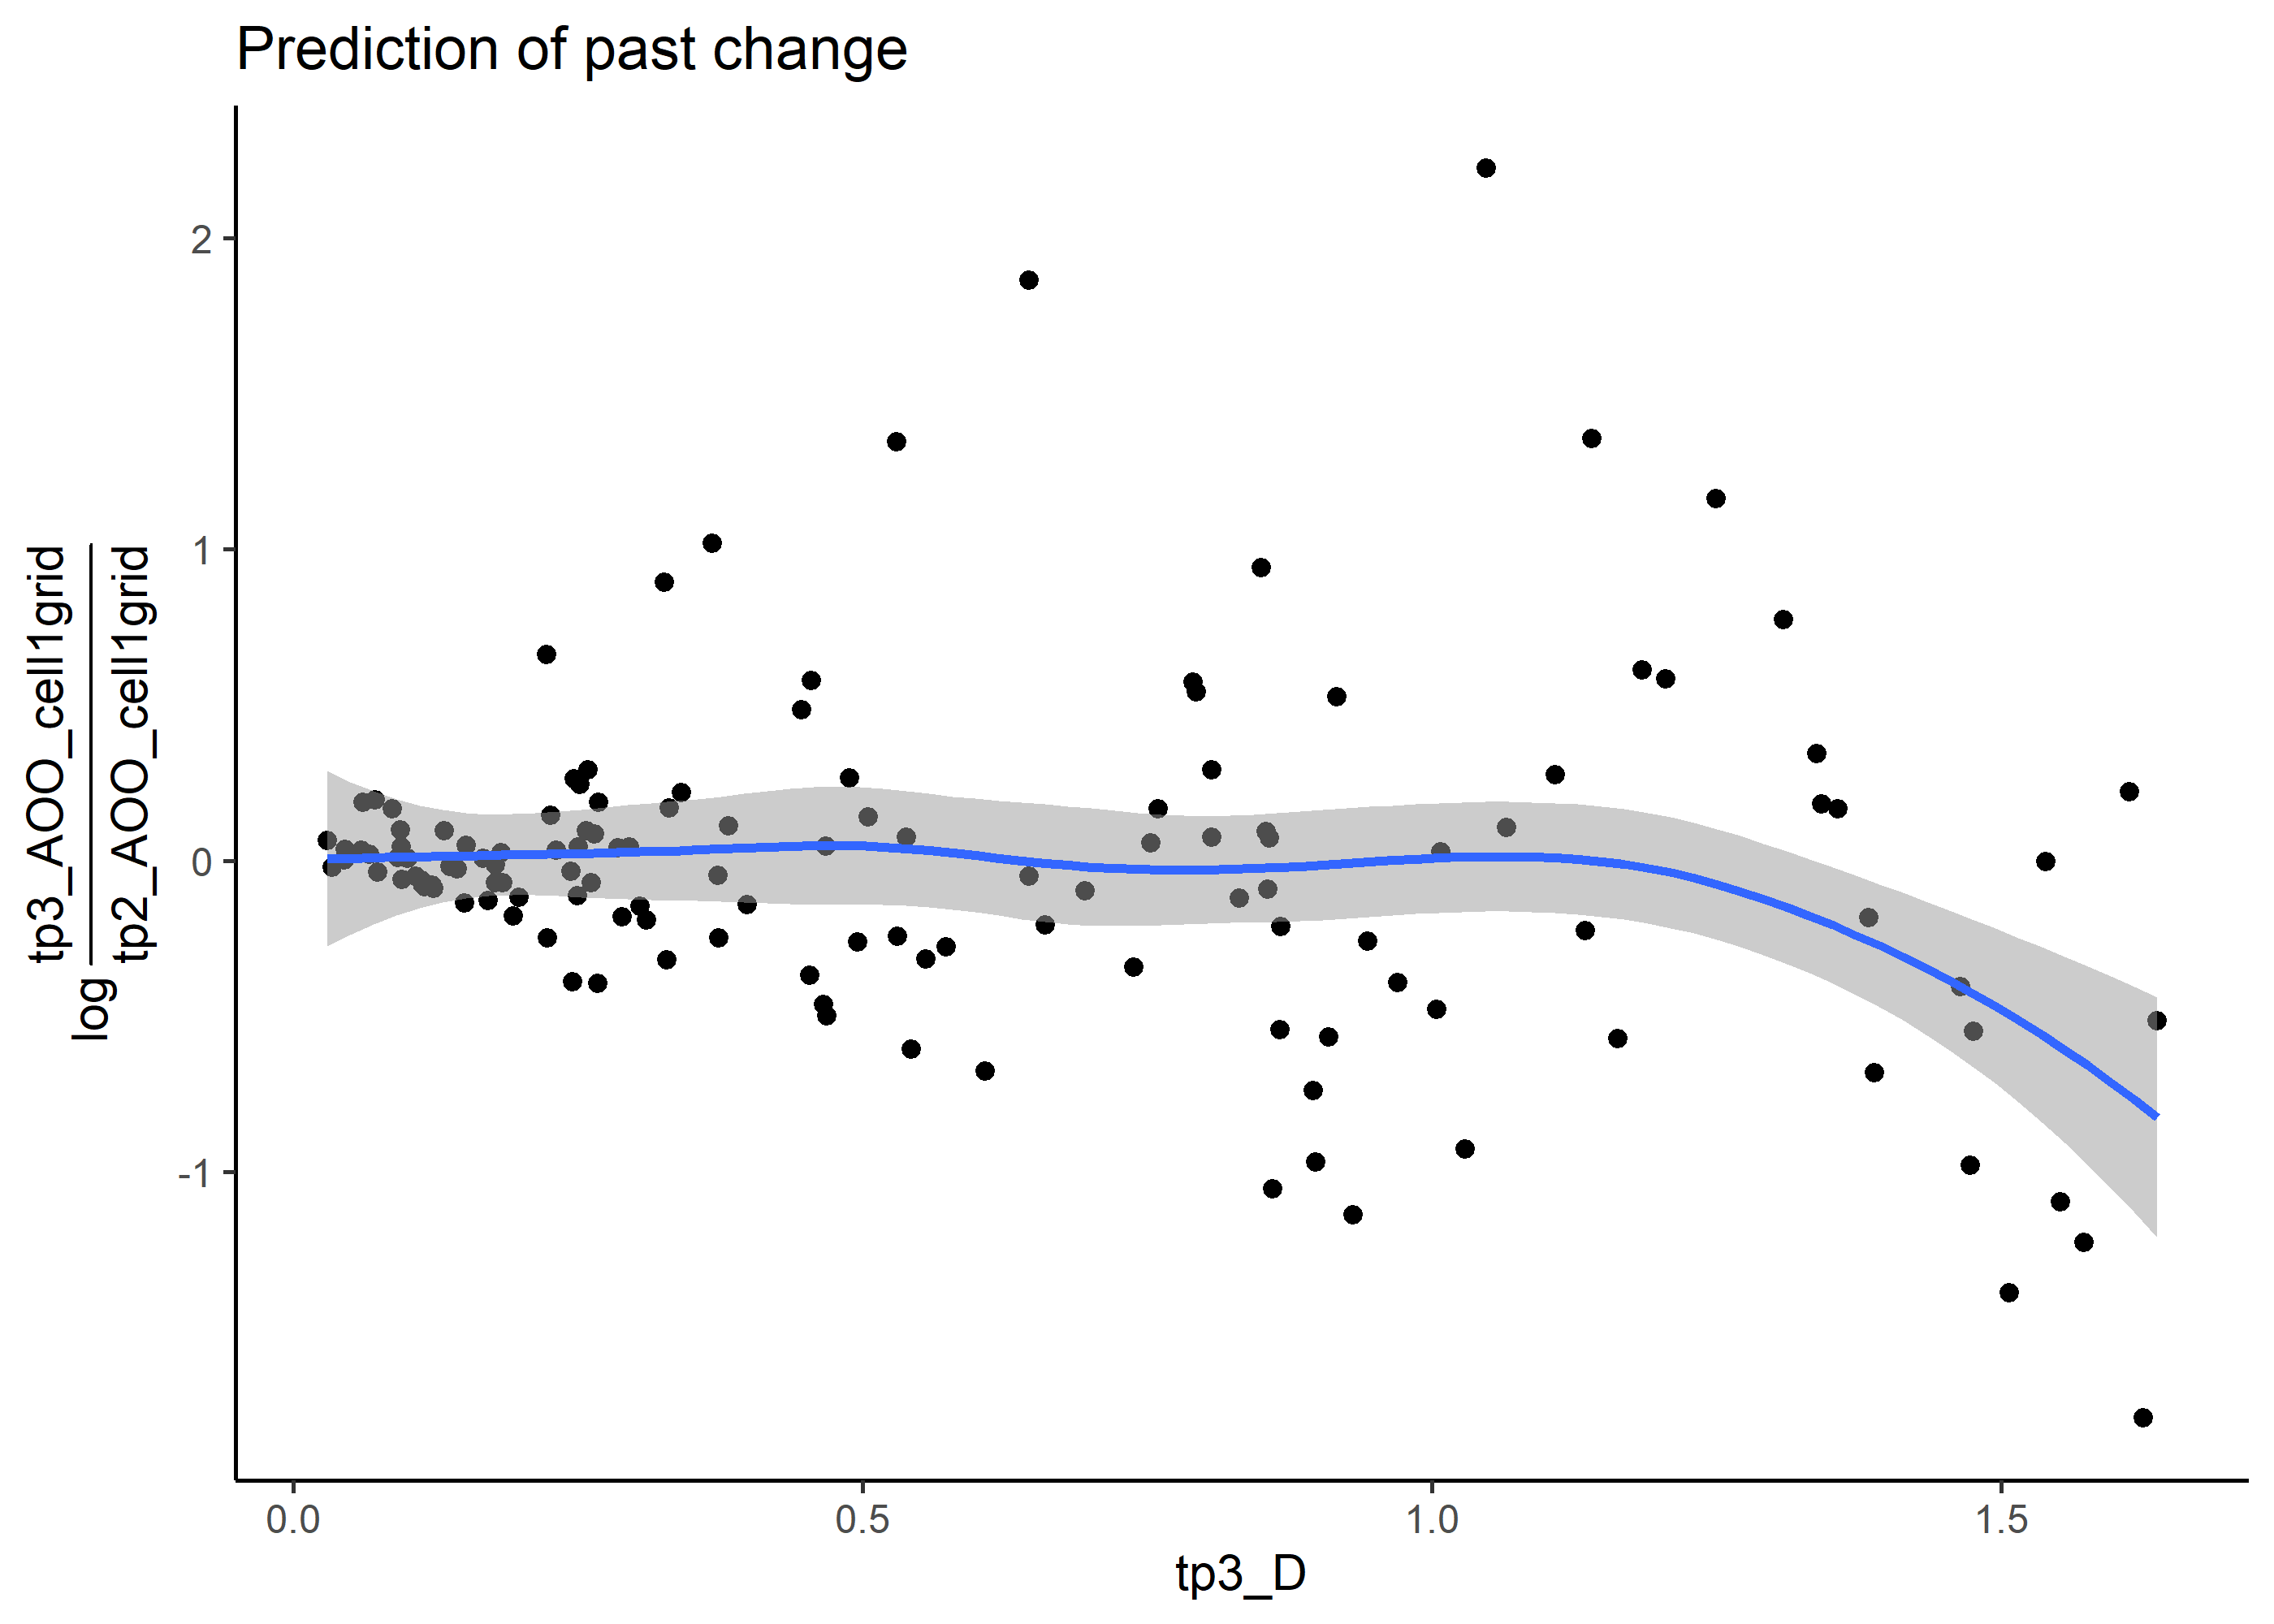 Prediction of past change
2
1
0
-1
log
tp3_AOO_cell1grid
tp2_AOO_cell1grid
0.0 0.5 1.0 1.5
tp3_D